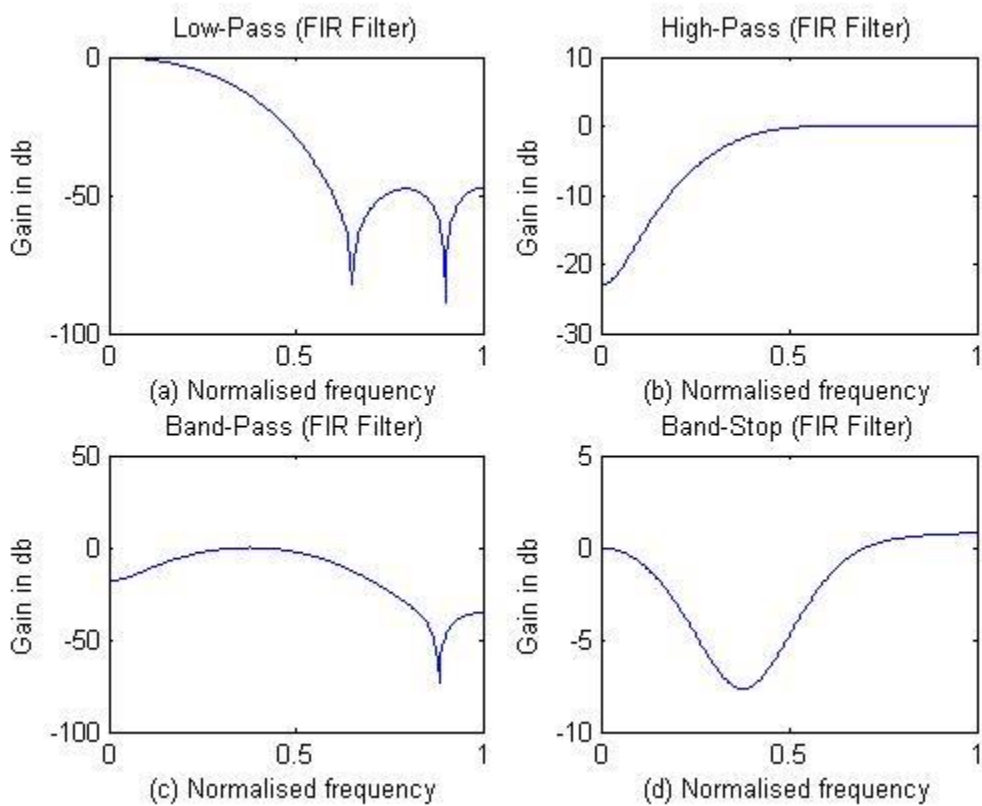 Low-Pass (FIR Filter)
0
-50
-100
Gain in db
0
0.5
1
(a) Normalised frequency
High-Pass (FIR Filter)
10
0
-10
-20
-30
Gain in db
0
0.5
1
(b) Normalised frequency
Band-Pass (FIR Filter)
50
0
-50
-100
Gain in db
0
0.5
1
(c) Normalised frequency
Band-Stop (FIR Filter)
5
0
-5
-10
Gain in db
0
0.5
1
(d) Normalised frequency